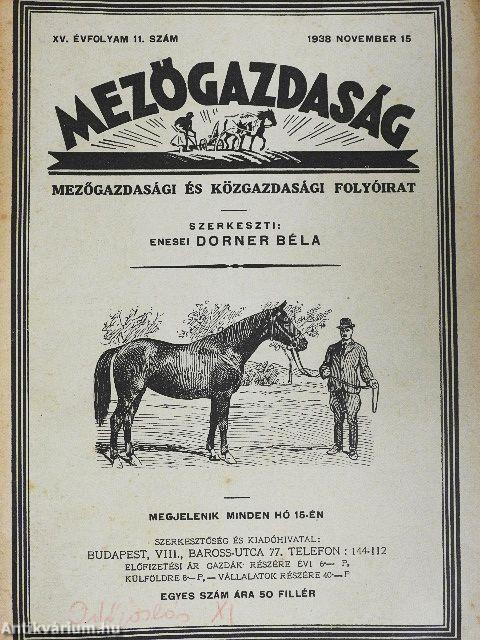 XV. ÉVFOLYAM 11. SZÁM 1938 NOVEMBER 15
MEZŐGAZDASÁG
MEZŐGAZDASÁGI ÉS KÖZGAZDASÁGI FOLYÓIRAT
SZERKESZTI:
ENESEI DORNER BÉLA
MEGJELENIK MINDEN HÓ 15-ÉN
SZERKESZTŐSÉG ÉS KIADÓHIVATAL:
BUDAPEST, VIII., BAROSS-UTCA 77. TELEFON : 144-112
ELŐFIZETÉSI ÁR GAZDÁK RÉSZÉRE ÉVI 6·— P,
KÜLFÖLDRE 8·— P, — VÁLLALATOK RÉSZÉRE 40·— P
EGYES SZÁM ÁRA 50 FILLÉR
XI
Antikvárium.hu